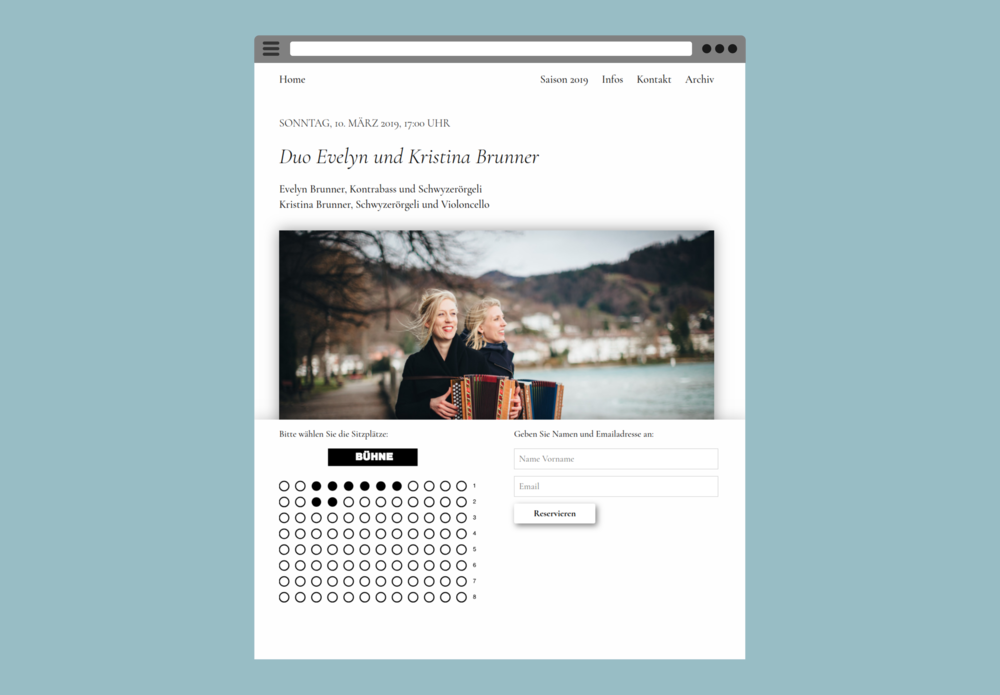 Home
Saison 2019 Infos Kontakt Archiv
SONNTAG, 10. MÄRZ 2019, 17:00 UHR
Duo Evelyn und Kristina Brunner
Evelyn Brunner, Kontrabass und Schwyzerörgeli
Kristina Brunner, Schwyzerörgeli und Violoncello
Bitte wählen Sie die Sitzplätze:
BÜHNE
1
2
3
4
5
6
7
8
Geben Sie Namen und Emailadresse an:
Name Vorname
Email
Reservieren